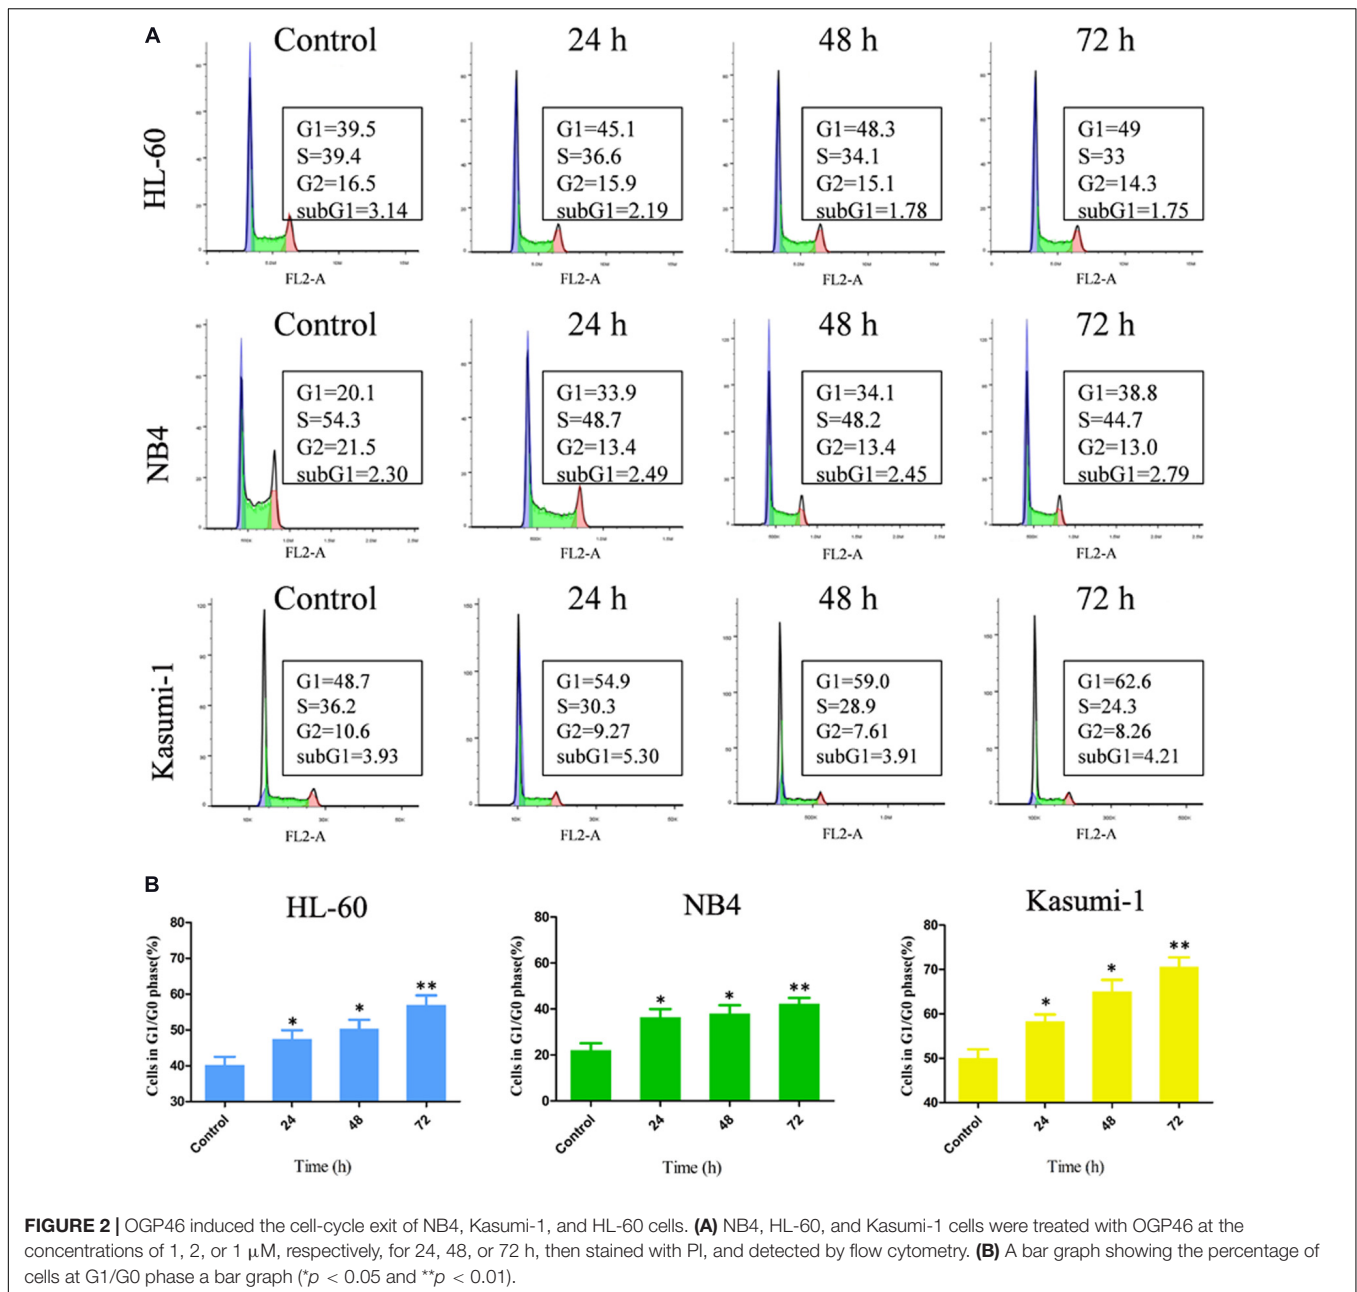 A
Control 24 h 48 h 72 h
HL-60
G1=39.5
S=39.4
G2=16.5
subG1=3.14
G1=45.1
S=36.6
G2=15.9
subG1=2.19
G1=48.3
S=34.1
G2=15.1
subG1=1.78
G1=49
S=33
G2=14.3
subG1=1.75
FL2-A FL2-A FL2-A FL2-A
Control 24 h 48 h 72 h
NB4
G1=20.1
S=54.3
G2=21.5
subG1=2.30
G1=33.9
S=48.7
G2=13.4
subG1=2.49
G1=34.1
S=48.2
G2=13.4
subG1=2.45
G1=38.8
S=44.7
G2=13.0
subG1=2.79
FL2-A FL2-A FL2-A FL2-A
Control 24 h 48 h 72 h
Kasumi-1
G1=48.7
S=36.2
G2=10.6
subG1=3.93
G1=54.9
S=30.3
G2=9.27
subG1=5.30
G1=59.0
S=28.9
G2=7.61
subG1=3.91
G1=62.6
S=24.3
G2=8.26
subG1=4.21
FL2-A FL2-A FL2-A FL2-A
B
HL-60
Cells in G1/G0 phase(%)
80
70
60
50
40
30
* * **
Control 24 48 72
Time (h)
NB4
Cells in G1/G0 phase(%)
80
60
40
20
0
* * **
Control 24 48 72
Time (h)
Kasumi-1
Cells in G1/G0 phase(%)
80
70
60
50
40
* * **
Control 24 48 72
Time (h)
FIGURE 2 | OGP46 induced the cell-cycle exit of NB4, Kasumi-1, and HL-60 cells. (A) NB4, HL-60, and Kasumi-1 cells were treated with OGP46 at the
concentrations of 1, 2, or 1 μM, respectively, for 24, 48, or 72 h, then stained with PI, and detected by flow cytometry. (B) A bar graph showing the percentage of
cells at G1/G0 phase a bar graph (*p < 0.05 and **p < 0.01).